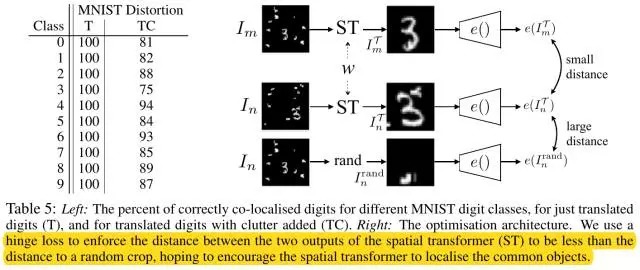 MNIST Distortion
Class T TC
0 100 81
1 100 82
2 100 88
3 100 75
4 100 94
5 100 84
6 100 93
7 100 85
8 100 89
9 100 87
I_m ST I_m^T e() e(I_m^T)
small
distance
w
I_n ST I_n^T e() e(I_n^T)
large
distance
I_n rand I_n^rand e() e(I_n^rand)
Table 5: Left: The percent of correctly co-localised digits for different MNIST digit classes, for just translated
digits (T), and for translated digits with clutter added (TC). Right: The optimisation architecture. We use a
hinge loss to enforce the distance between the two outputs of the spatial transformer (ST) to be less than the
distance to a random crop, hoping to encourage the spatial transformer to localise the common objects.